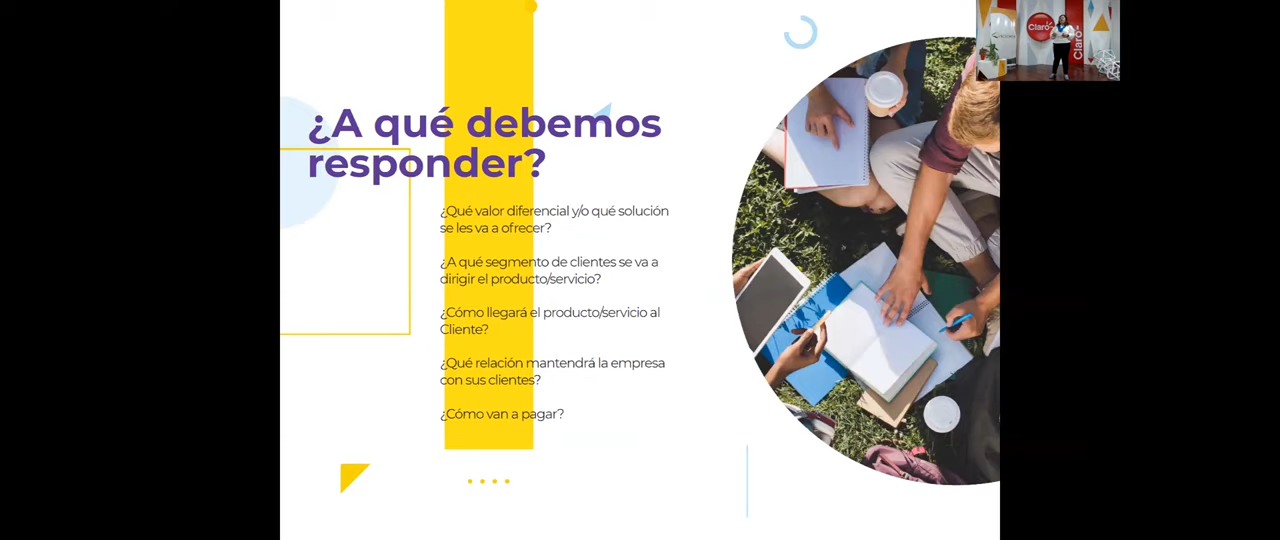 ¿A qué debemos
responder?
¿Qué valor diferencial y/o qué solución
se les va a ofrecer?
¿A qué segmento de clientes se va a
dirigir el producto/servicio?
¿Cómo llegará el producto/servicio al
Cliente?
¿Qué relación mantendrá la empresa
con sus clientes?
¿Cómo van a pagar?
Claro
Claro